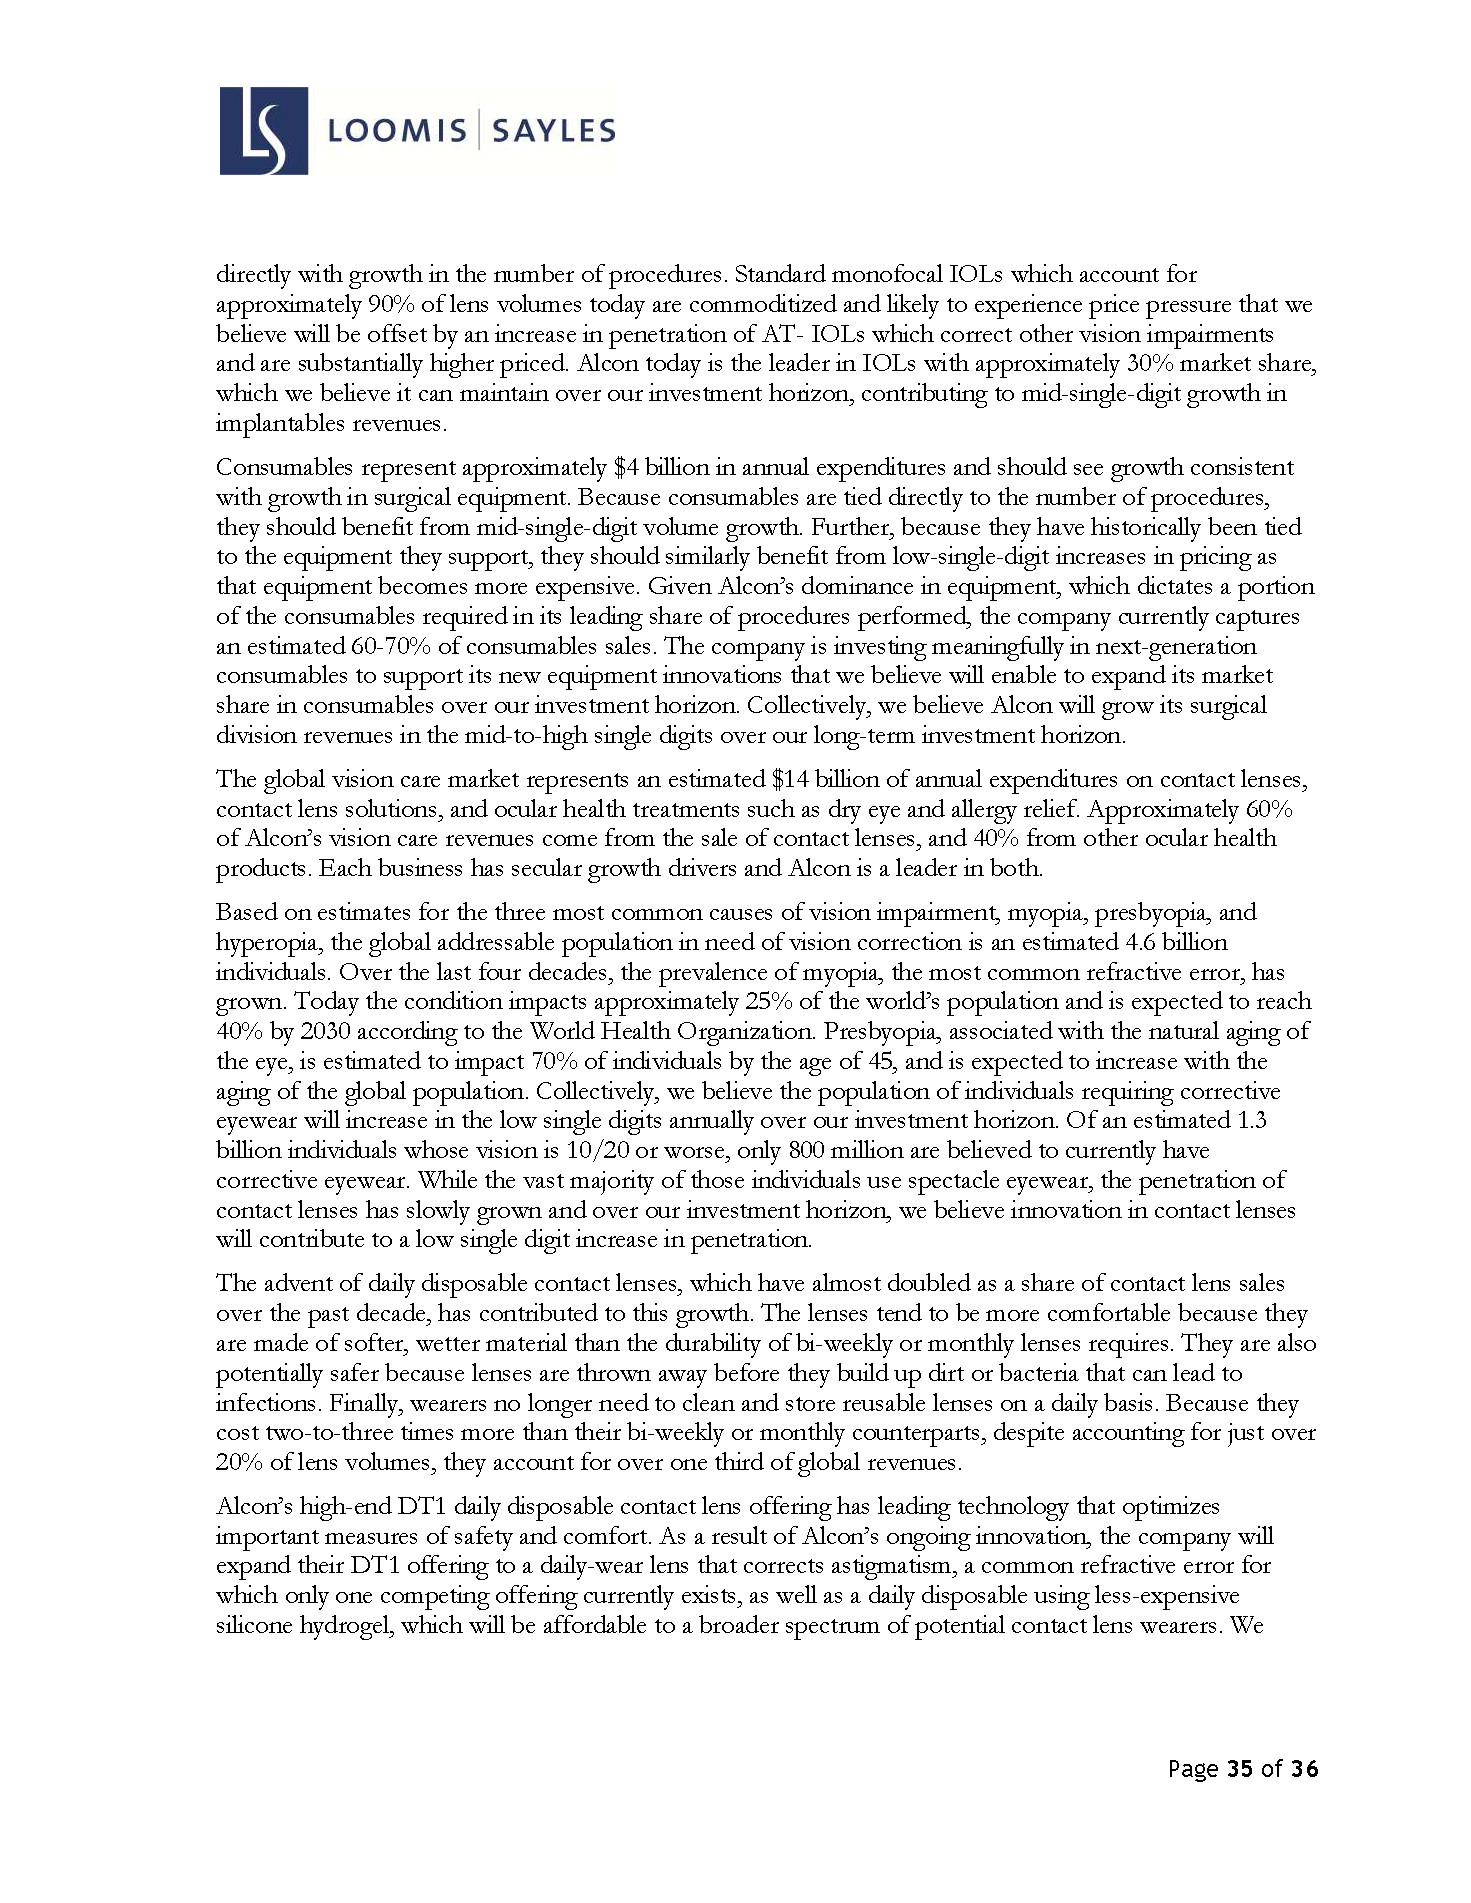 LS LOOMIS | SAYLES
directly with growth in the number of procedures. Standard monofocal IOLs which account for
approximately 90% of lens volumes today are commoditized and likely to experience price pressure that we
believe will be offset by an increase in penetration of AT- IOLs which correct other vision impairments
and are substantially higher priced. Alcon today is the leader in IOLs with approximately 30% market share,
which we believe it can maintain over our investment horizon, contributing to mid-single-digit growth in
implantables revenues.
Consumables represent approximately $4 billion in annual expenditures and should see growth consistent
with growth in surgical equipment. Because consumables are tied directly to the number of procedures,
they should benefit from mid-single-digit volume growth. Further, because they have historically been tied
to the equipment they support, they should similarly benefit from low-single-digit increases in pricing as
that equipment becomes more expensive. Given Alcon’s dominance in equipment, which dictates a portion
of the consumables required in its leading share of procedures performed, the company currently captures
an estimated 60-70% of consumables sales. The company is investing meaningfully in next-generation
consumables to support its new equipment innovations that we believe will enable to expand its market
share in consumables over our investment horizon. Collectively, we believe Alcon will grow its surgical
division revenues in the mid-to-high single digits over our long-term investment horizon.
The global vision care market represents an estimated $14 billion of annual expenditures on contact lenses,
contact lens solutions, and ocular health treatments such as dry eye and allergy relief. Approximately 60%
of Alcon’s vision care revenues come from the sale of contact lenses, and 40% from other ocular health
products. Each business has secular growth drivers and Alcon is a leader in both.
Based on estimates for the three most common causes of vision impairment, myopia, presbyopia, and
hyperopia, the global addressable population in need of vision correction is an estimated 4.6 billion
individuals. Over the last four decades, the prevalence of myopia, the most common refractive error, has
grown. Today the condition impacts approximately 25% of the world’s population and is expected to reach
40% by 2030 according to the World Health Organization. Presbyopia, associated with the natural aging of
the eye, is estimated to impact 70% of individuals by the age of 45, and is expected to increase with the
aging of the global population. Collectively, we believe the population of individuals requiring corrective
eyewear will increase in the low single digits annually over our investment horizon. Of an estimated 1.3
billion individuals whose vision is 10/20 or worse, only 800 million are believed to currently have
corrective eyewear. While the vast majority of those individuals use spectacle eyewear, the penetration of
contact lenses has slowly grown and over our investment horizon, we believe innovation in contact lenses
will contribute to a low single digit increase in penetration.
The advent of daily disposable contact lenses, which have almost doubled as a share of contact lens sales
over the past decade, has contributed to this growth. The lenses tend to be more comfortable because they
are made of softer, wetter material than the durability of bi-weekly or monthly lenses requires. They are also
potentially safer because lenses are thrown away before they build up dirt or bacteria that can lead to
infections. Finally, wearers no longer need to clean and store reusable lenses on a daily basis. Because they
cost two-to-three times more than their bi-weekly or monthly counterparts, despite accounting for just over
20% of lens volumes, they account for over one third of global revenues.
Alcon’s high-end DT1 daily disposable contact lens offering has leading technology that optimizes
important measures of safety and comfort. As a result of Alcon’s ongoing innovation, the company will
expand their DT1 offering to a daily-wear lens that corrects astigmatism, a common refractive error for
which only one competing offering currently exists, as well as a daily disposable using less-expensive
silicone hydrogel, which will be affordable to a broader spectrum of potential contact lens wearers. We
Page 35 of 36